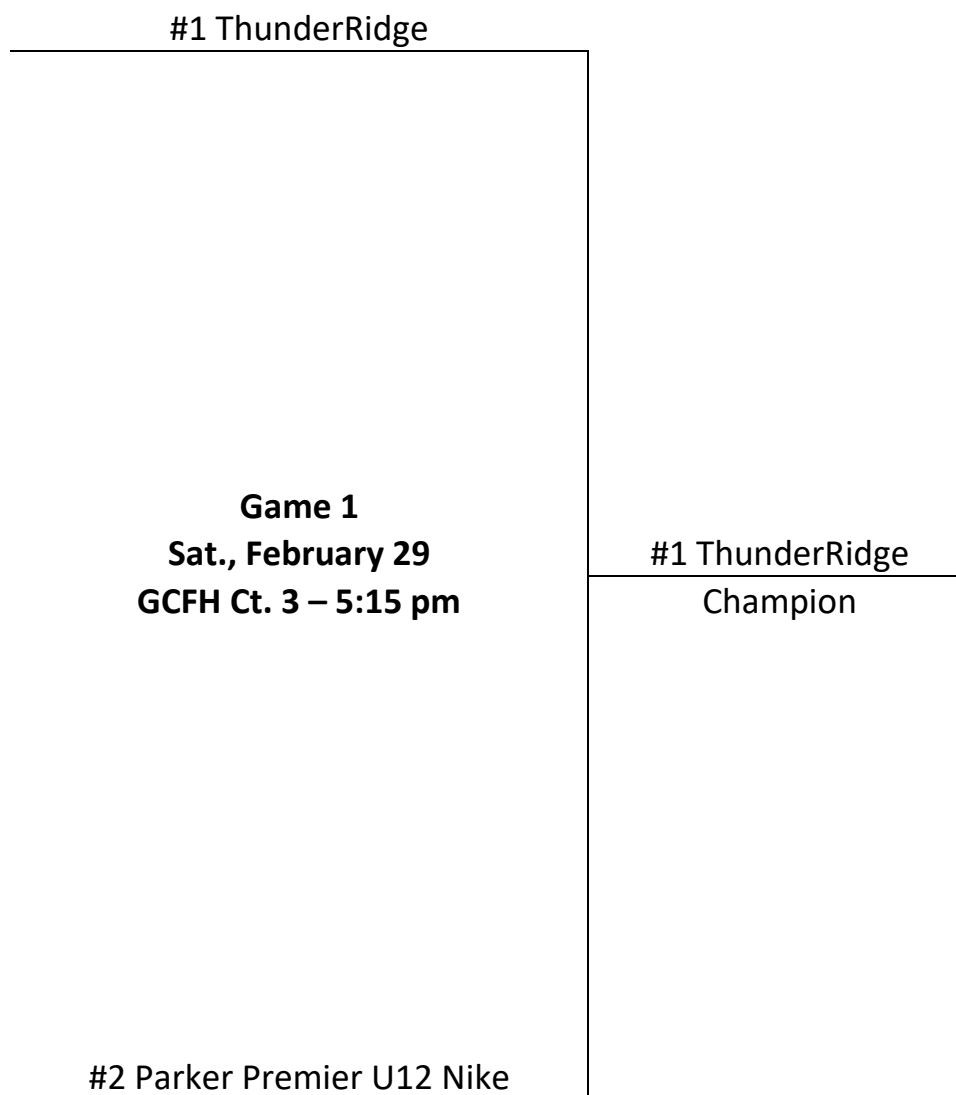 #1 ThunderRidge
Game 1
Sat., February 29
GCFH Ct. 3 – 5:15 pm
#1 ThunderRidge
Champion
#2 Parker Premier U12 Nike